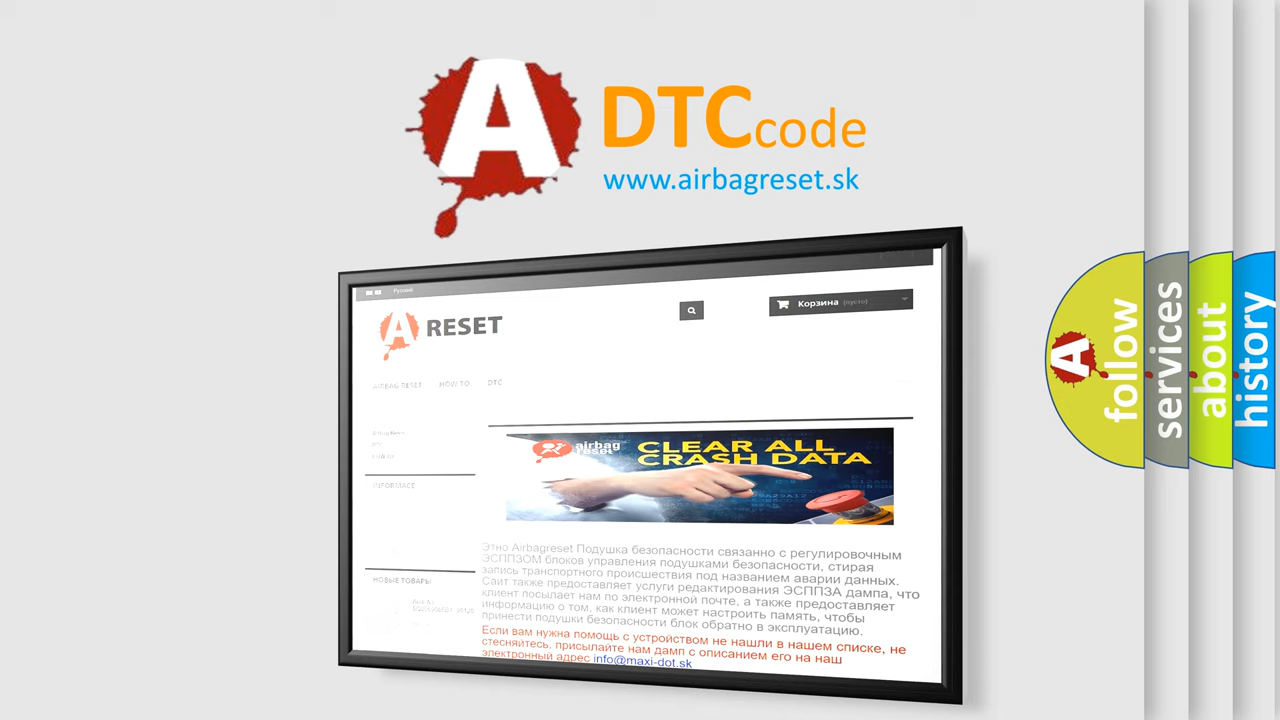 A
DTCcode
www.airbagreset.sk
Русский
A RESET
Корзина (пусто)
AIRBAG RESET HOW TO DTC
airbag
reset
CLEAR ALL
CRASH DATA
INFORMACE
Этно Airbagreset Подушка безопасности связанно с регулировочным
ЭСППЗОМ блоков управления подушками безопасности, стирая
запись транспортного происшествия под названием аварии данных.
Сайт также предоставляет услуги редактирования ЭСППЗА дампа, что
клиент посылает нам по электронной почте, а также предоставляет
информацию о том, как клиент может настроить память, чтобы
принести подушки безопасности блок обратно в эксплуатацию.
Если вам нужна помощь с устройством не нашли в нашем списке, не
стесняйтесь, присылайте нам дамп с описанием его на наш
электронный адрес info@maxi-dot.sk
НОВЫЕ ТОВАРЫ
A
follow
services
about
history